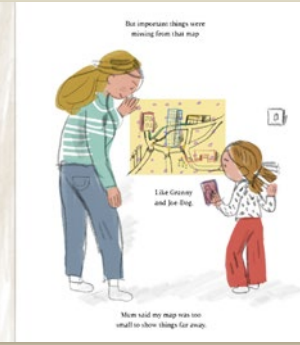 But important things were
missing from that map
Like Granny
and Joe-Dog.
Mum said my map was too
small to show things far away.